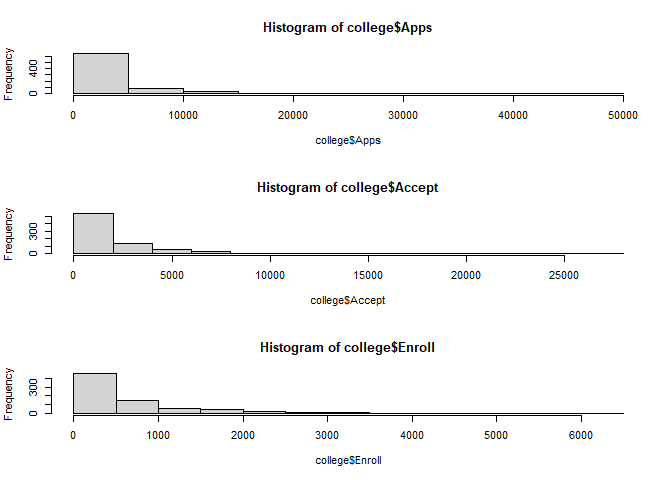 Histogram of college$Apps
Frequency
0 400
0 10000 20000 30000 40000 50000
college$Apps
Histogram of college$Accept
Frequency
0 300
0 5000 10000 15000 20000 25000
college$Accept
Histogram of college$Enroll
Frequency
0 300
0 1000 2000 3000 4000 5000 6000
college$Enroll